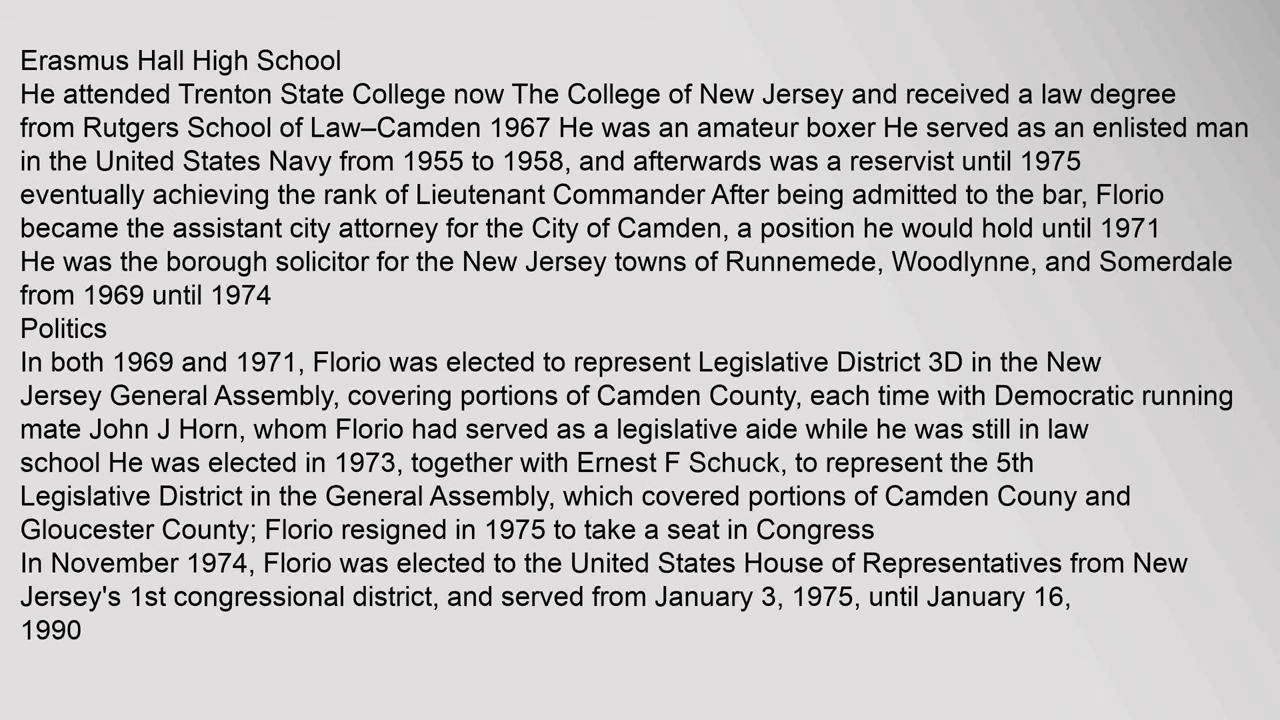 Erasmus Hall High School
He attended Trenton State College now The College of New Jersey and received a law degree
from Rutgers School of Law–Camden 1967 He was an amateur boxer He served as an enlisted man
in the United States Navy from 1955 to 1958, and afterwards was a reservist until 1975
eventually achieving the rank of Lieutenant Commander After being admitted to the bar, Florio
became the assistant city attorney for the City of Camden, a position he would hold until 1971
He was the borough solicitor for the New Jersey towns of Runnemede, Woodlynne, and Somerdale
from 1969 until 1974
Politics
In both 1969 and 1971, Florio was elected to represent Legislative District 3D in the New
Jersey General Assembly, covering portions of Camden County, each time with Democratic running
mate John J Horn, whom Florio had served as a legislative aide while he was still in law
school He was elected in 1973, together with Ernest F Schuck, to represent the 5th
Legislative District in the General Assembly, which covered portions of Camden Couny and
Gloucester County; Florio resigned in 1975 to take a seat in Congress
In November 1974, Florio was elected to the United States House of Representatives from New
Jersey's 1st congressional district, and served from January 3, 1975, until January 16,
1990